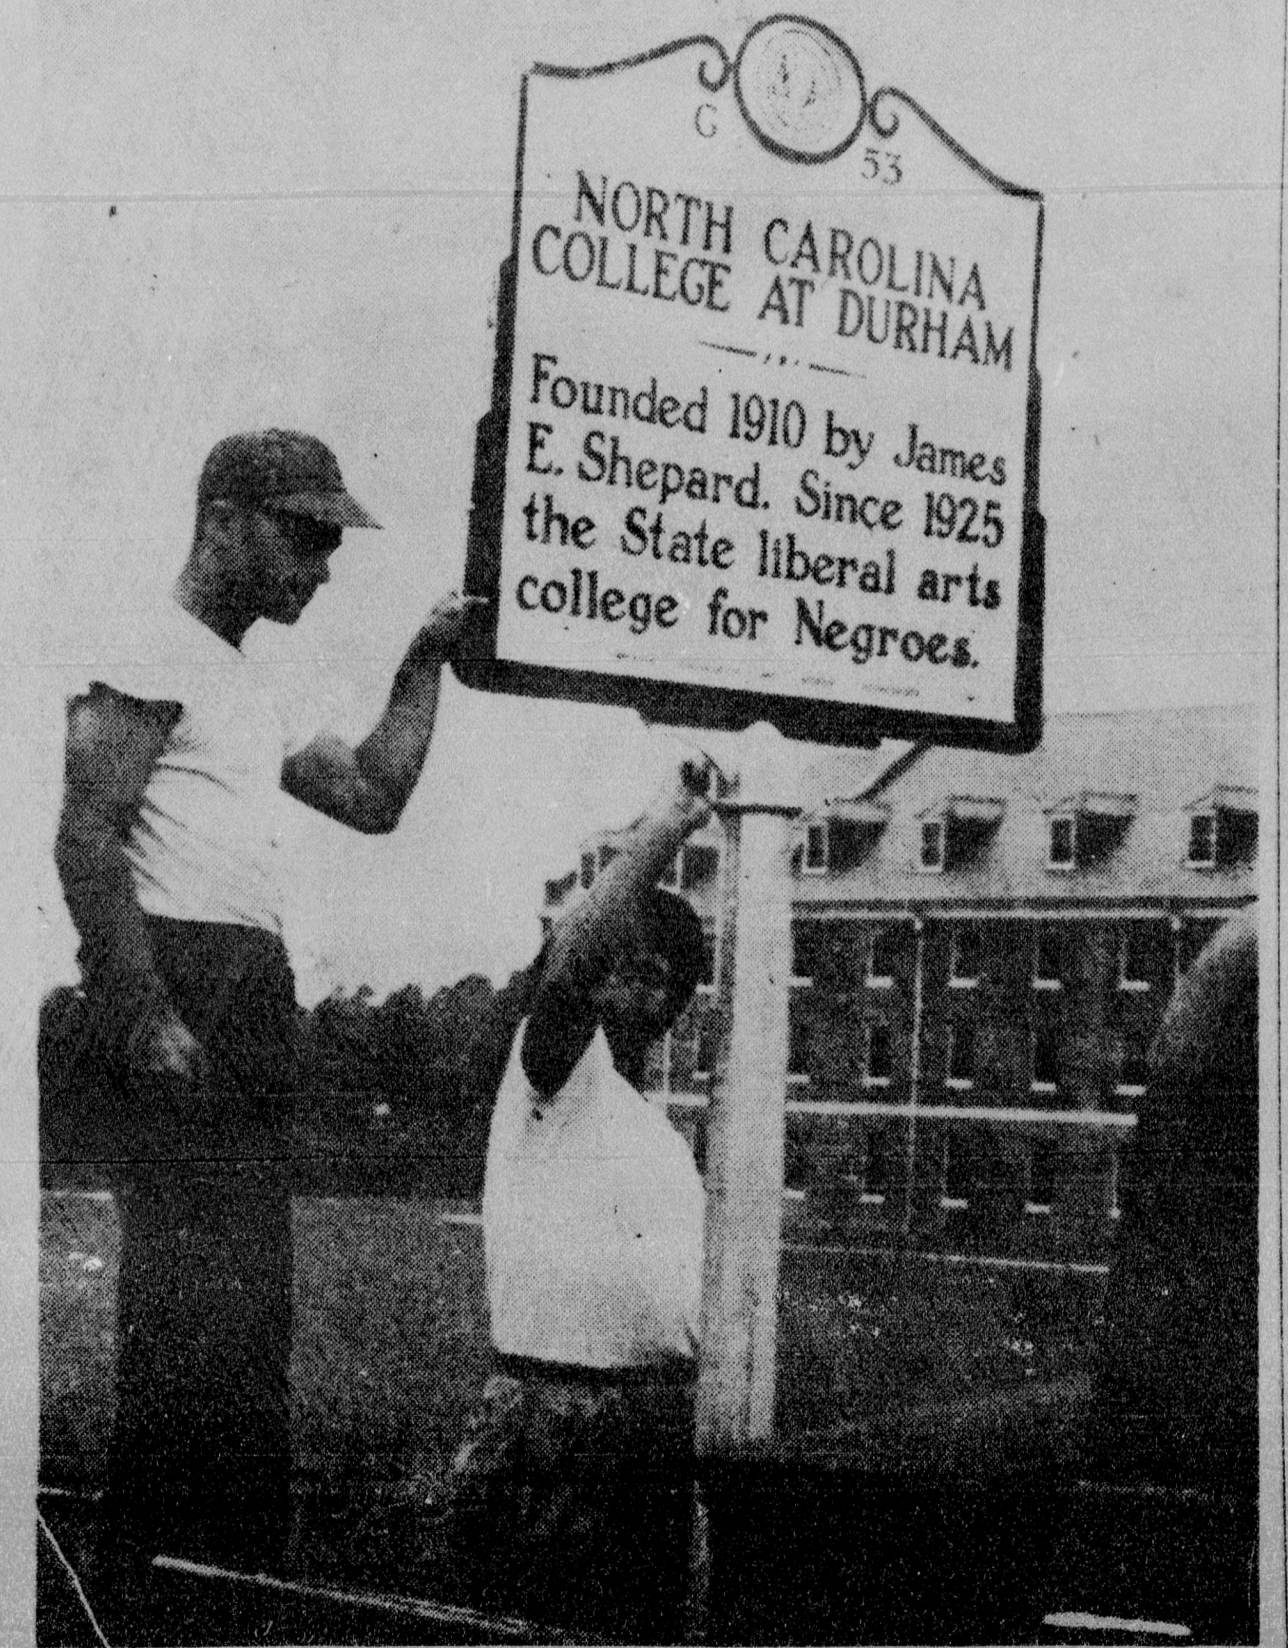 G 53
NORTH CAROLINA
COLLEGE AT DURHAM
Founded 1910 by James
E. Shepard. Since 1925
the State liberal arts
college for Negroes.